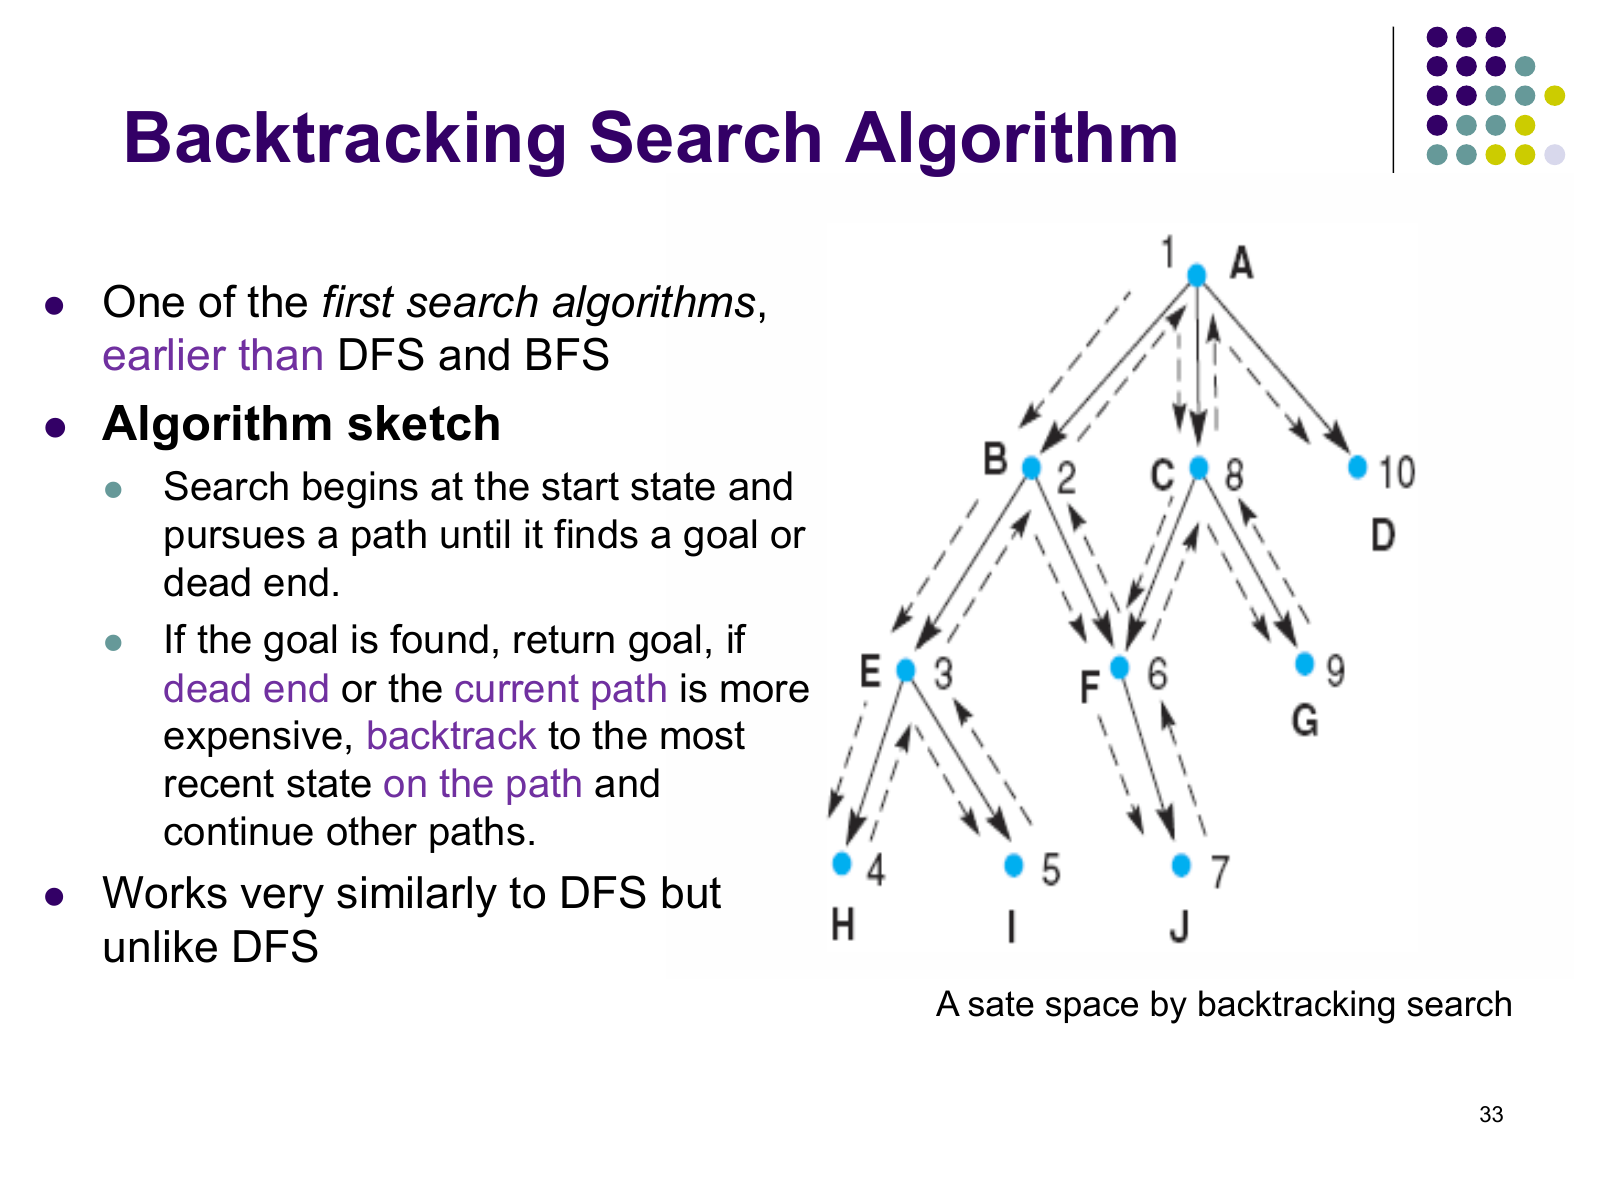 Backtracking Search Algorithm
One of the first search algorithms,
earlier than DFS and BFS
Algorithm sketch
Search begins at the start state and
pursues a path until it finds a goal or
dead end.
If the goal is found, return goal, if
dead end or the current path is more
expensive, backtrack to the most
recent state on the path and
continue other paths.
Works very similarly to DFS but
unlike DFS
1 A
B 2 C 8 10
D
E 3 F 6 9
G
4 5 7
H I J
A sate space by backtracking search
33